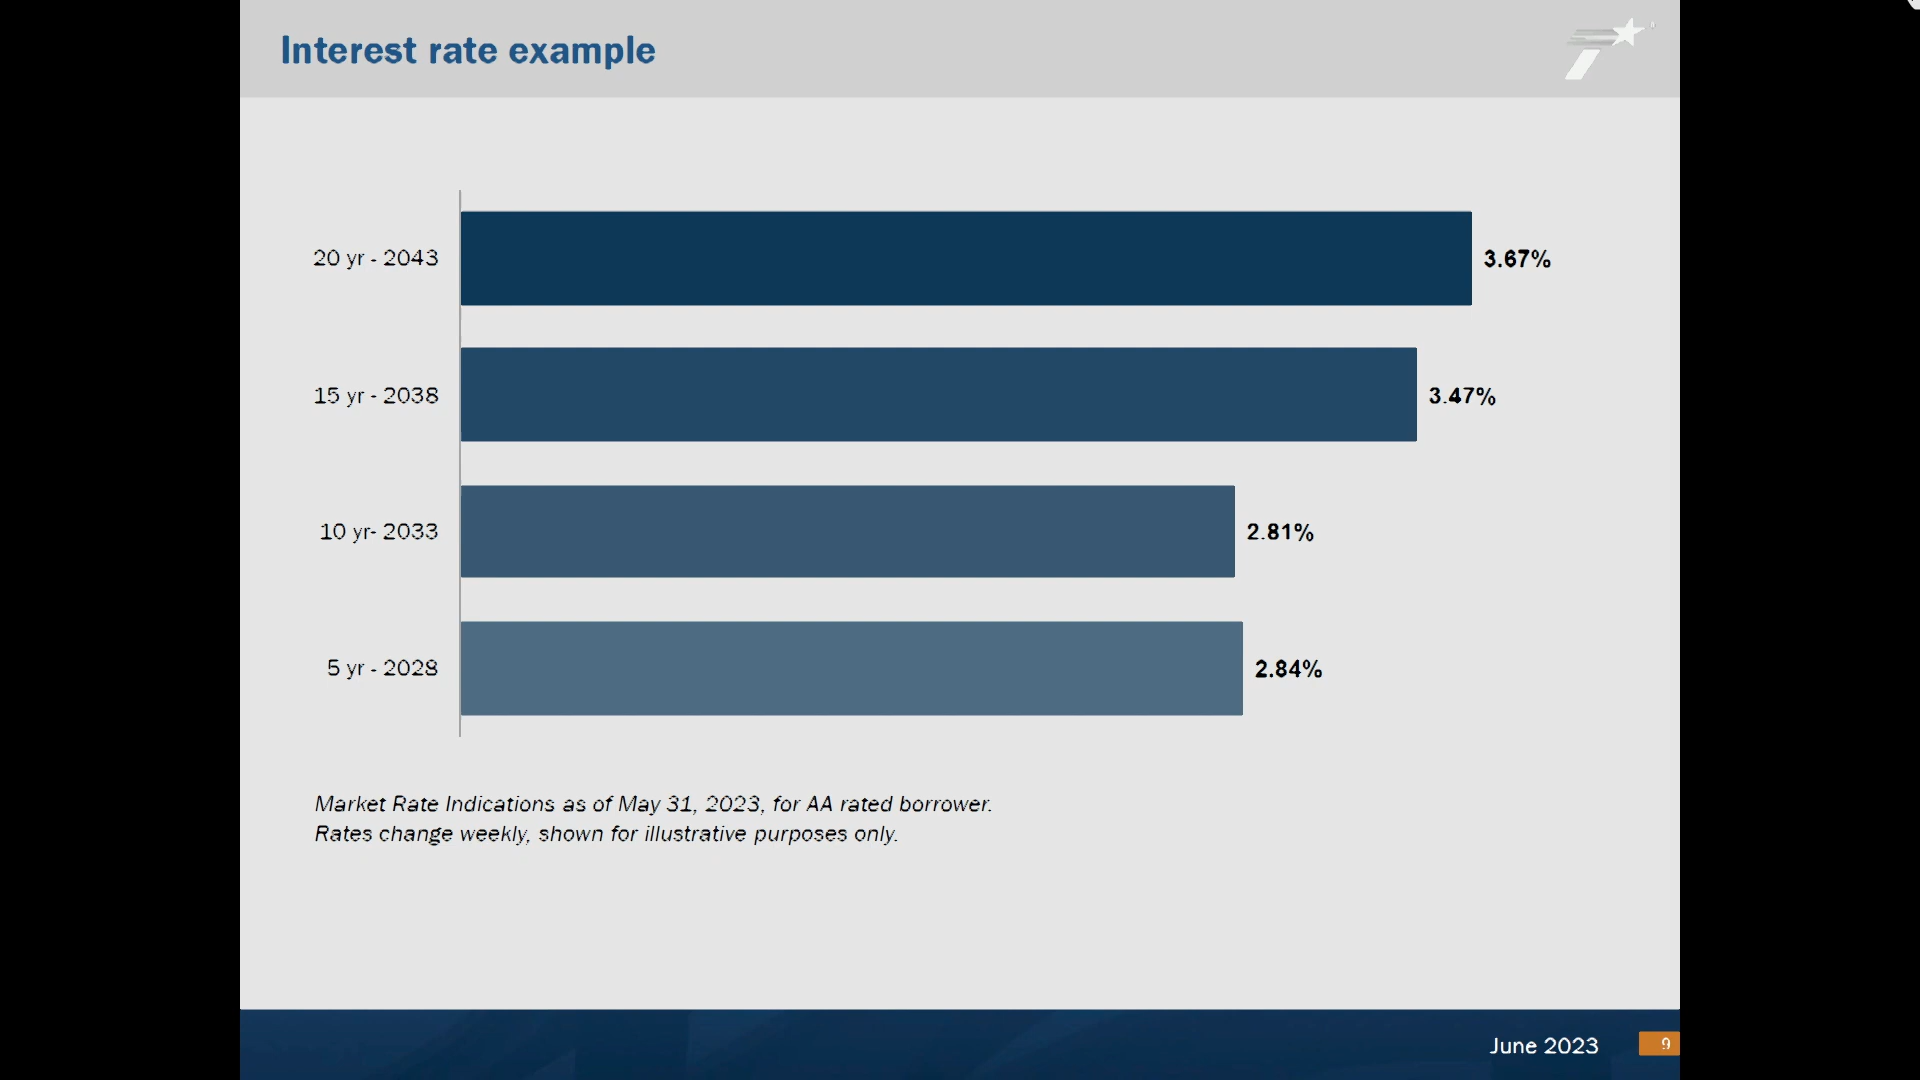 Interest rate example
20 yr - 2043
3.67%
15 yr - 2038
3.47%
10 yr- 2033
2.81%
5 yr - 2028
2.84%
Market Rate Indications as of May 31, 2023, for AA rated borrower.
Rates change weekly, shown for illustrative purposes only.
June 2023
9